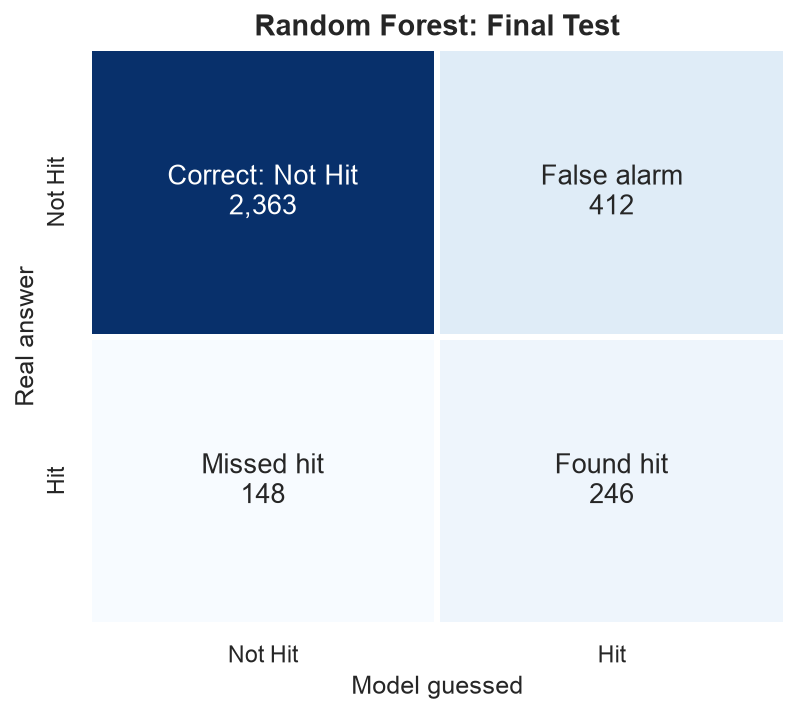 Random Forest: Final Test
Not Hit
Correct: Not Hit
2,363
False alarm
412
Real answer
Hit
Missed hit
148
Found hit
246
Not Hit
Hit
Model guessed